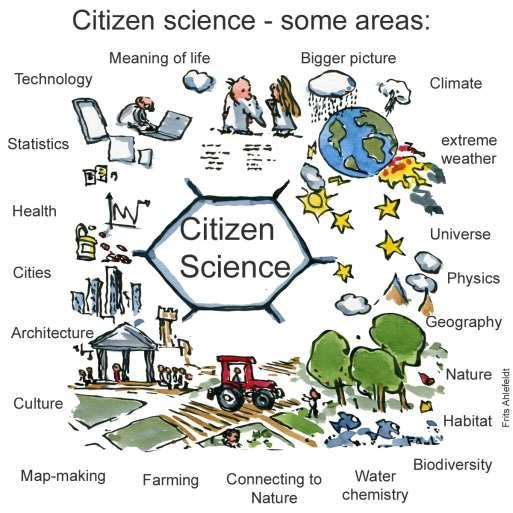 Citizen science - some areas:
Meaning of life
Bigger picture
Technology
Climate
Statistics
extreme
weather
Health
Citizen
Science
Universe
Cities
Physics
Architecture
Geography
Nature
Culture
Habitat
Frits Ahlefeldt
Biodiversity
Map-making
Farming
Connecting to
Nature
Water
chemistry